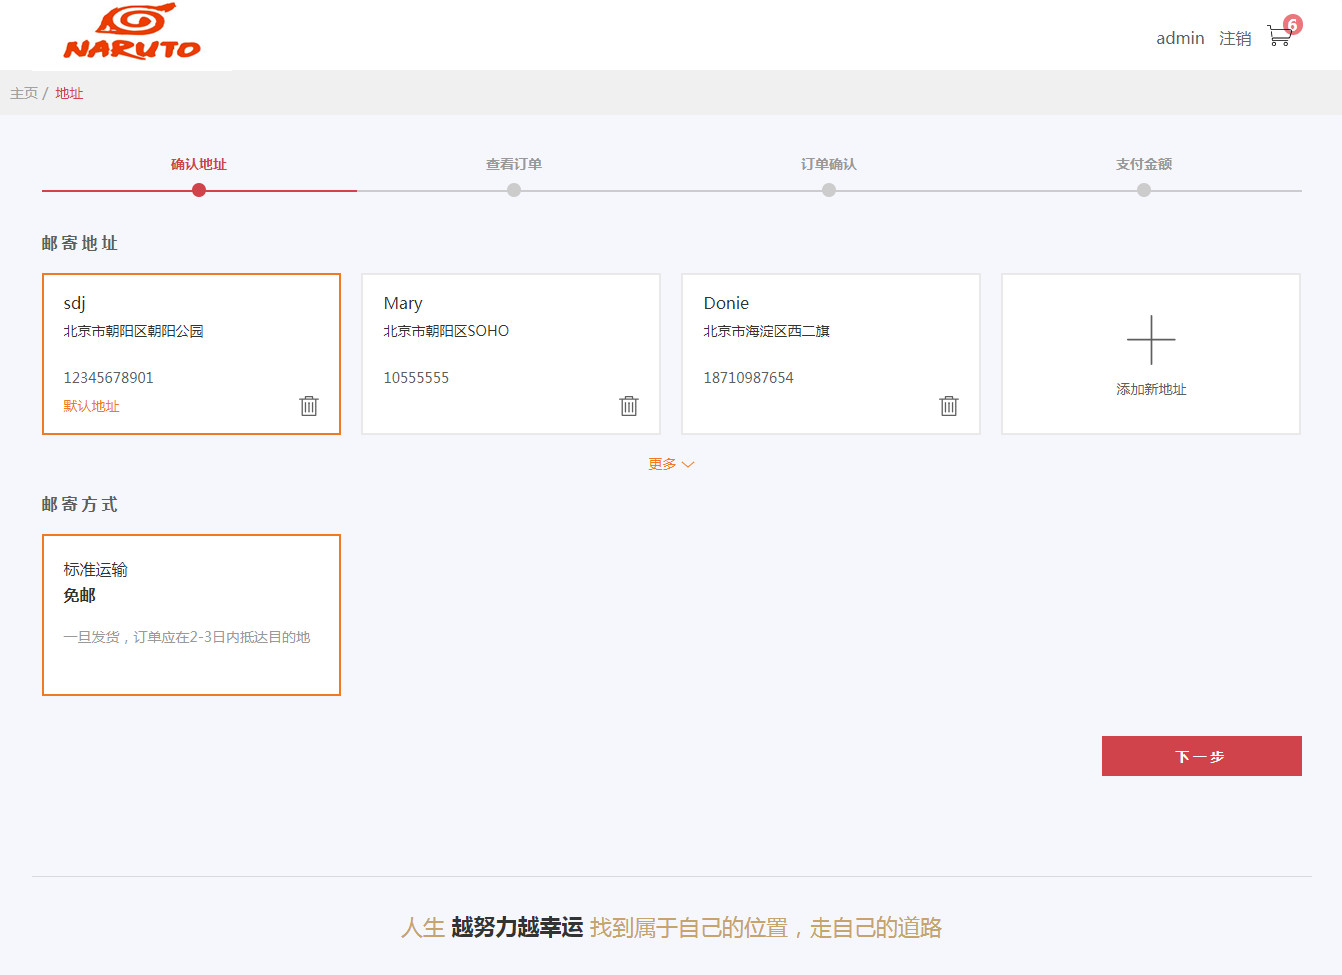 NARUTO
admin 注销 6
主页 / 地址
确认地址 查看订单 订单确认 支付金额
邮寄地址
sdj
北京市朝阳区朝阳公园
12345678901
默认地址
Mary
北京市朝阳区SOHO
10555555
Donie
北京市海淀区西二旗
18710987654
添加新地址
更多
邮寄方式
标准运输
免邮
一旦发货，订单应在2-3日内抵达目的地
下一步
人生 越努力越幸运 找到属于自己的位置，走自己的道路